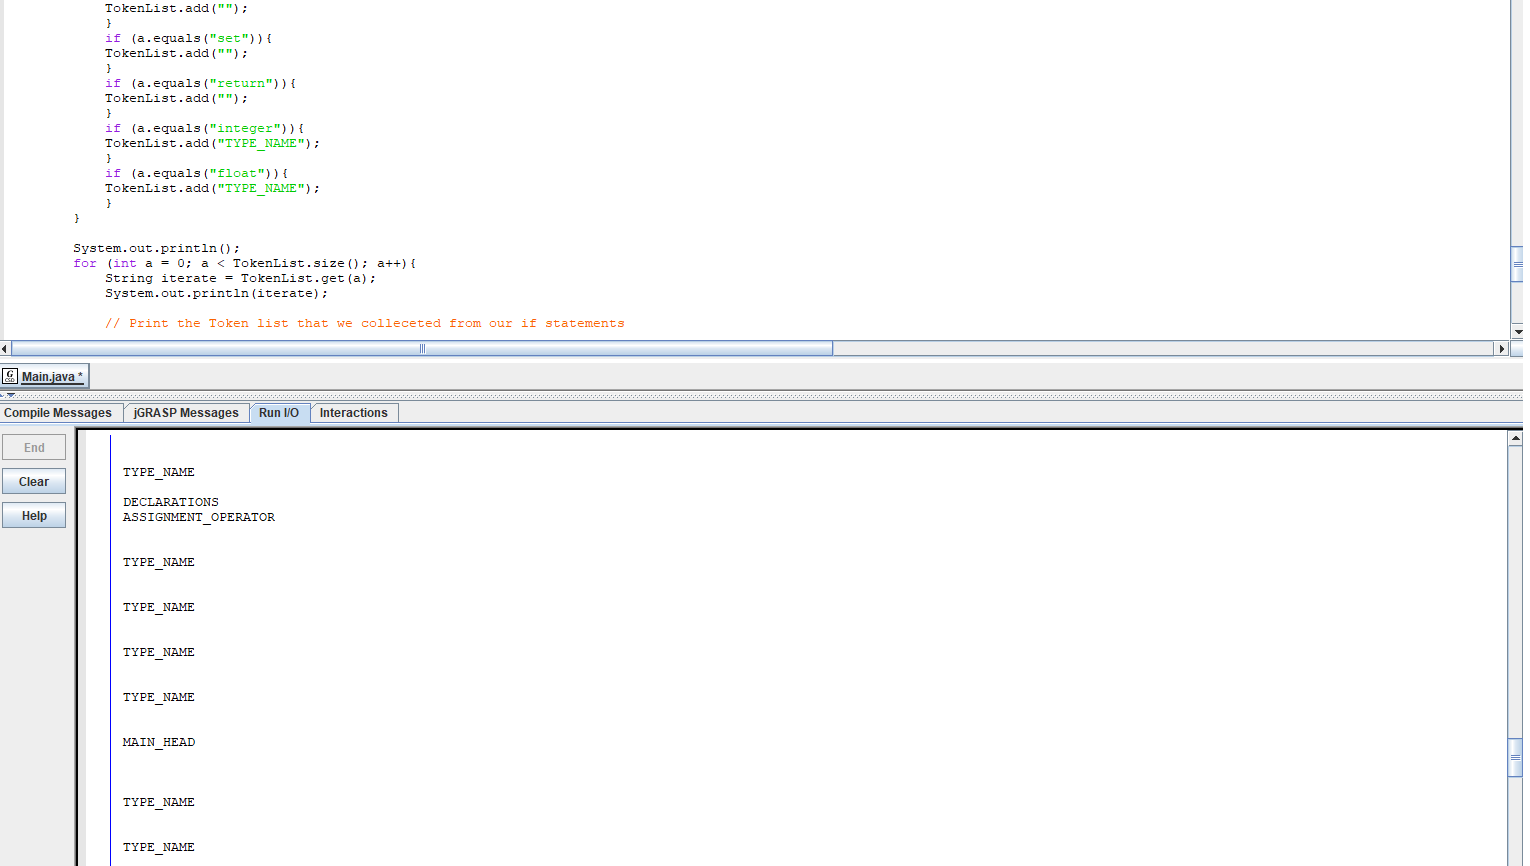 TokenList.add("");
}
if (a.equals("set")){
TokenList.add("");
}
if (a.equals("return")){
TokenList.add("");
}
if (a.equals("integer")){
TokenList.add("TYPE_NAME");
}
if (a.equals("float")){
TokenList.add("TYPE_NAME");
}
}
System.out.println();
for (int a = 0; a < TokenList.size(); a++){
String iterate = TokenList.get(a);
System.out.println(iterate);
// Print the Token list that we colleceted from our if statements
G CSD Main.java *
Compile Messages jGRASP Messages Run I/O Interactions
End
Clear
Help
TYPE_NAME
DECLARATIONS
ASSIGNMENT_OPERATOR
TYPE_NAME
TYPE_NAME
TYPE_NAME
TYPE_NAME
MAIN_HEAD
TYPE_NAME
TYPE_NAME